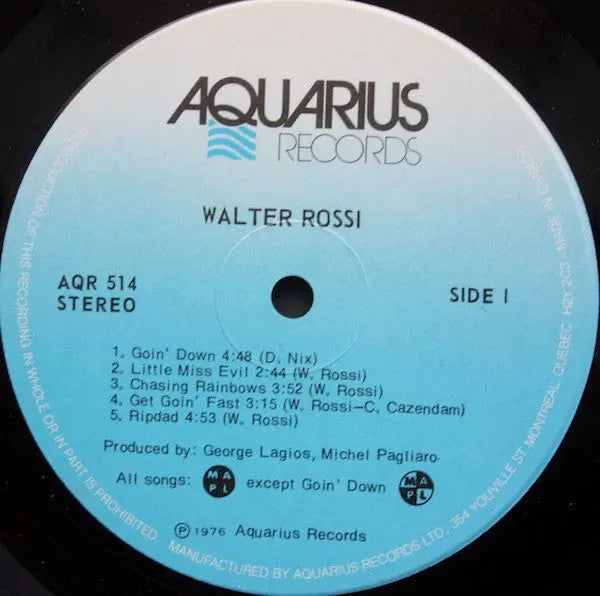 AQUARIUS
RECORDS
WALTER ROSSI
AQR 514
STEREO
SIDE I
1. Goin' Down 4:48 (D. Nix)
2. Little Miss Evil 2:44 (W. Rossi)
3. Chasing Rainbows 3:52 (W. Rossi)
4. Get Goin' Fast 3:15 (W. Rossi—C. Cazendam)
5. Ripdad 4:53 (W. Rossi)
Produced by: George Lagios, Michel Pagliaro
All songs: MAPL except Goin' Down MAPL
Ⓟ 1976 Aquarius Records
REPRODUCTION OF THIS RECORDING IN WHOLE OR IN PART IS PROHIBITED
MANUFACTURED BY AQUARIUS RECORDS LTD. 354 YOUVILLE ST. MONTREAL QUEBEC H2Y 2C3 MADE IN CANADA